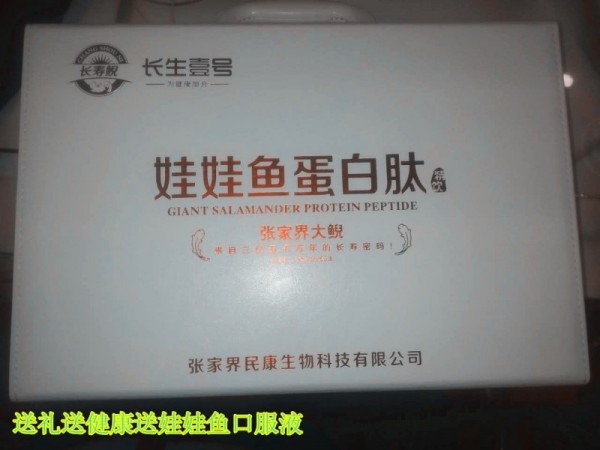 长寿鲵
长生壹号
为健康加分
娃娃鱼蛋白肽
GIANT SALAMANDER PROTEIN PEPTIDE
张家界大鲵
张家界民康生物科技有限公司
送礼送健康送娃娃鱼口服液